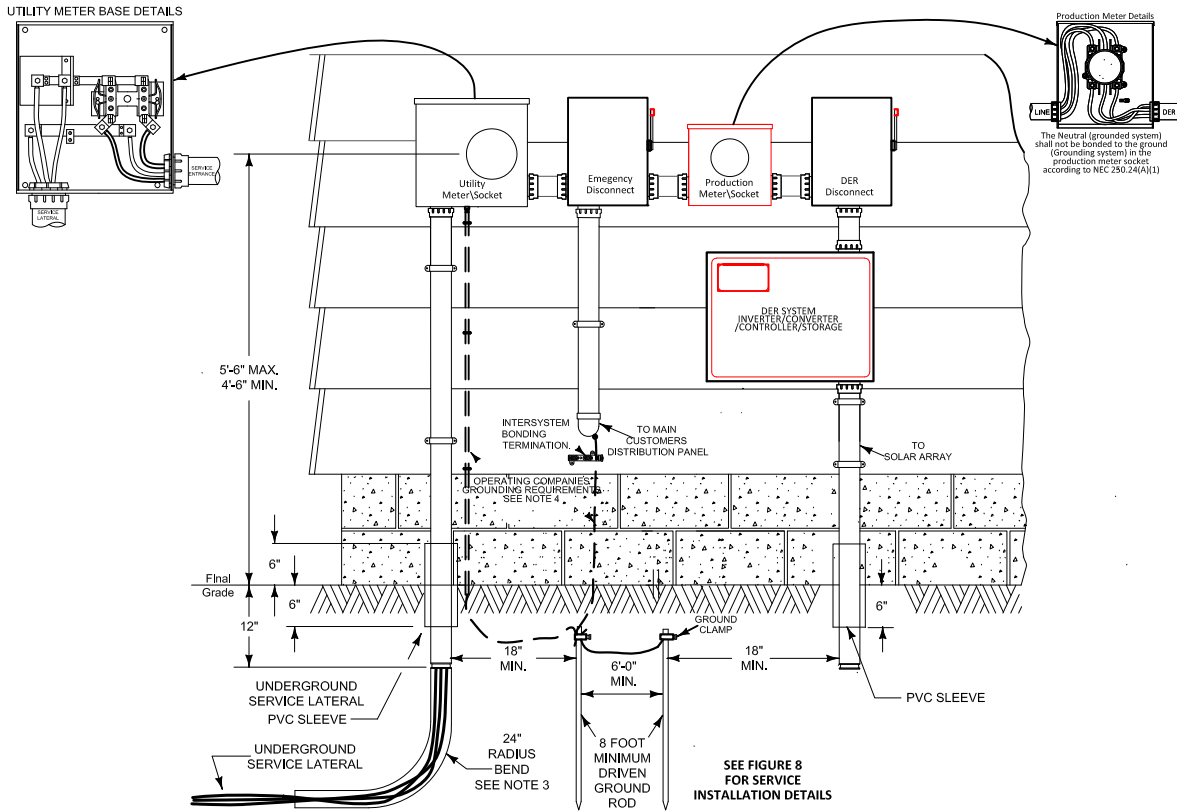 UTILITY METER BASE DETAILS
SERVICE
ENTRANCE
SERVICE
LATERAL
Production Meter Details
LINE
DER
The Neutral (grounded system)
shall not be bonded to the ground
(Grounding system) in the
production meter socket
according to NEC 250.24(A)(1)
Utility
Meter\Socket
Emegency
Disconnect
Production
Meter/Socket
DER
Disconnect
DER SYSTEM
INVERTER/CONVERTER
/CONTROLLER/STORAGE
5'-6" MAX.
4'-6" MIN.
INTERSYSTEM
BONDING
TERMINATION.
TO MAIN
CUSTOMERS
DISTRIBUTION PANEL
TO
SOLAR ARRAY
OPERATING COMPANIES
GROUNDING REQUIREMENTS
SEE NOTE 4
6"
Final
Grade
6"
12"
6"
GROUND
CLAMP
18"
MIN.
6'-0"
MIN.
18"
MIN.
UNDERGROUND
SERVICE LATERAL
PVC SLEEVE
PVC SLEEVE
UNDERGROUND
SERVICE LATERAL
24"
RADIUS
BEND
SEE NOTE 3
8 FOOT
MINIMUM
DRIVEN
GROUND
ROD
SEE FIGURE 8
FOR SERVICE
INSTALLATION DETAILS